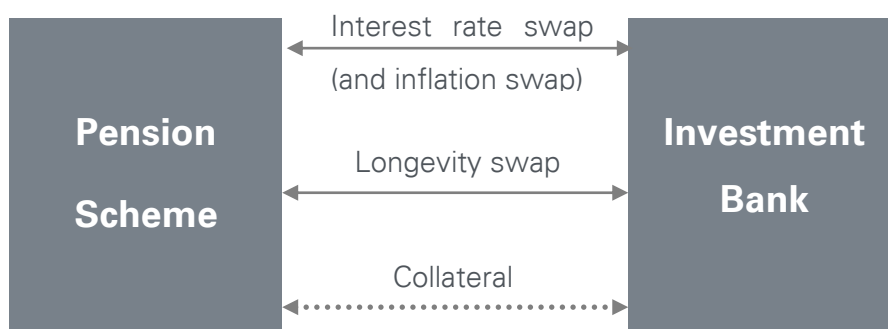 Interest rate swap
(and inflation swap)
Pension
Scheme
Longevity swap
Investment
Bank
Collateral